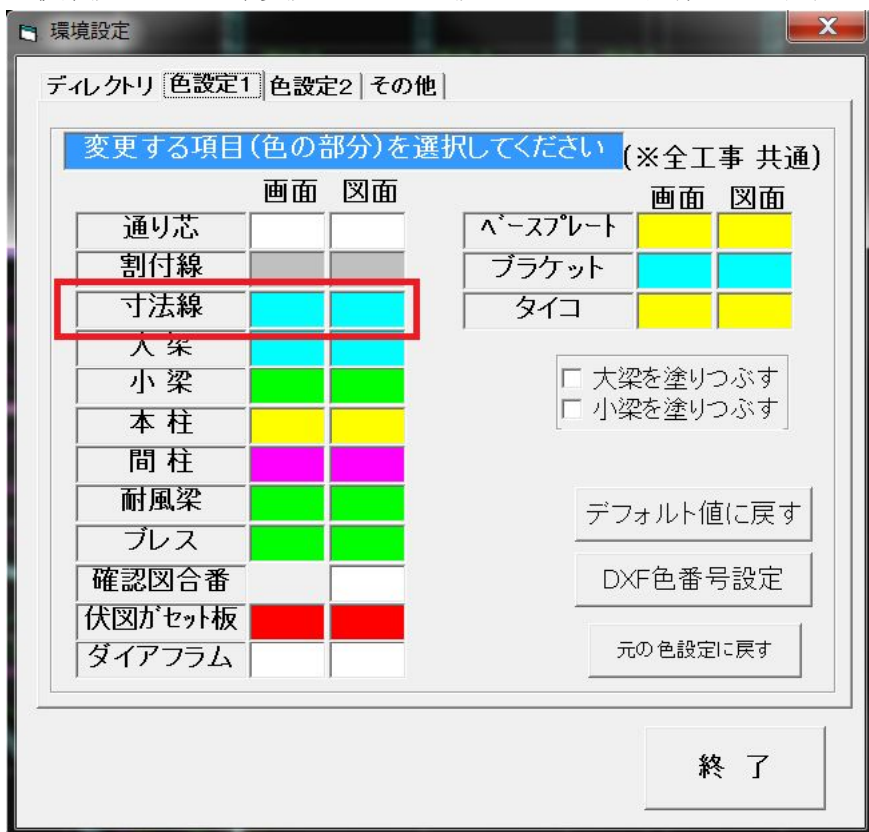 環境設定
ディレクトリ 色設定1 色設定2 その他
変更する項目(色の部分)を選択してください (※全工事 共通)
画面 図面
通り芯
割付線
寸法線
大 梁
小 梁
本 柱
間 柱
耐風梁
ブレス
確認図合番
伏図ガセット板
ダイアフラム
画面 図面
ベースプレート
ブラケット
タイコ
大梁を塗りつぶす
小梁を塗りつぶす
デフォルト値に戻す
DXF色番号設定
元の色設定に戻す
終 了